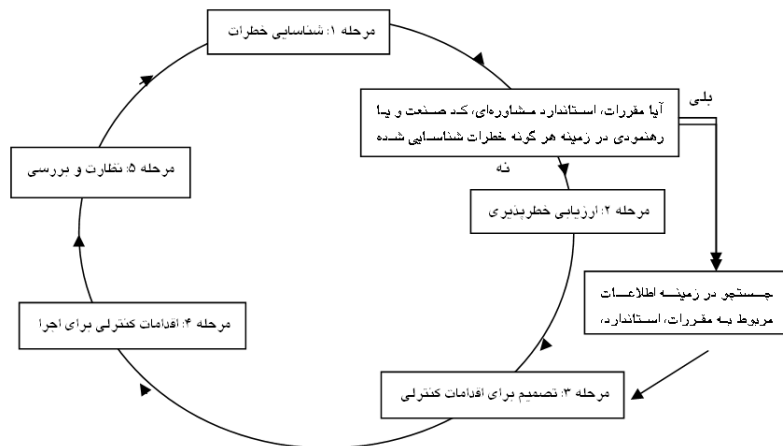 مرحله ۱: شناسایی خطرات
آیا مقررات، استاندارد مشاوره‌ای، کد صنعت و یا
رهنمودی در زمینه هر گونه خطرات شناسایی شده
بلی
نه
مرحله ۲: ارزیابی خطرپذیری
جستجو در زمینه اطلاعات
مربوط به مقررات، استاندارد،
مرحله ۳: تصمیم برای اقدامات کنترلی
مرحله ۴: اقدامات کنترلی برای اجرا
مرحله ۵: نظارت و بررسی